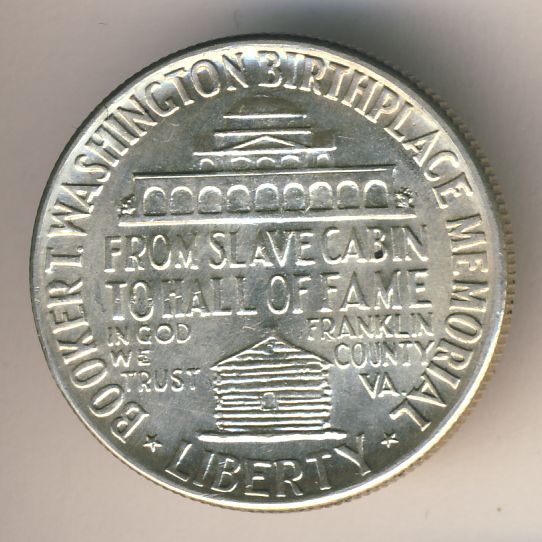 BOOKER T. WASHINGTON BIRTHPLACE MEMORIAL
FROM SLAVE CABIN
TO HALL OF FAME
IN GOD
WE
TRUST
FRANKLIN
COUNTY
VA.
LIBERTY